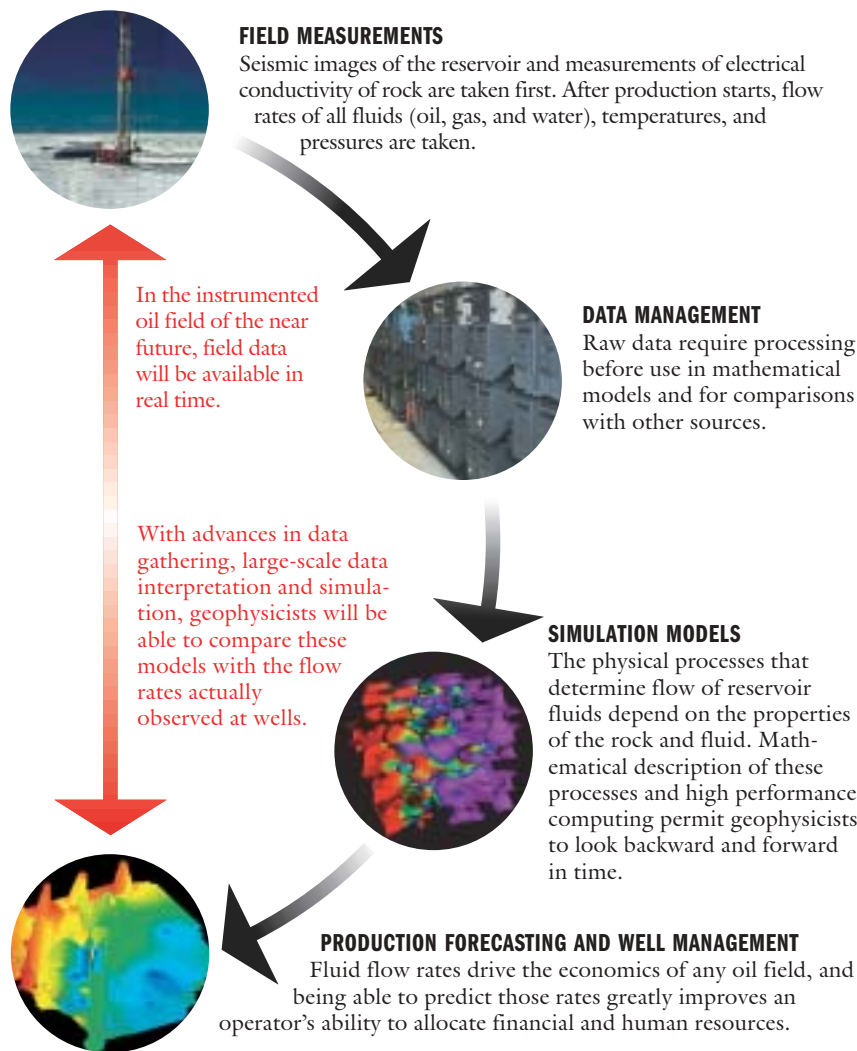 FIELD MEASUREMENTS
Seismic images of the reservoir and measurements of electrical
conductivity of rock are taken first. After production starts, flow
rates of all fluids (oil, gas, and water), temperatures, and
pressures are taken.
In the instrumented
oil field of the near
future, field data
will be available in
real time.
DATA MANAGEMENT
Raw data require processing
before use in mathematical
models and for comparisons
with other sources.
With advances in data
gathering, large-scale data
interpretation and simula-
tion, geophysicists will be
able to compare these
models with the flow
rates actually
observed at wells.
SIMULATION MODELS
The physical processes that
determine flow of reservoir
fluids depend on the properties
of the rock and fluid. Math-
ematical description of these
processes and high performance
computing permit geophysicists
to look backward and forward
in time.
PRODUCTION FORECASTING AND WELL MANAGEMENT
Fluid flow rates drive the economics of any oil field, and
being able to predict those rates greatly improves an
operator's ability to allocate financial and human resources.